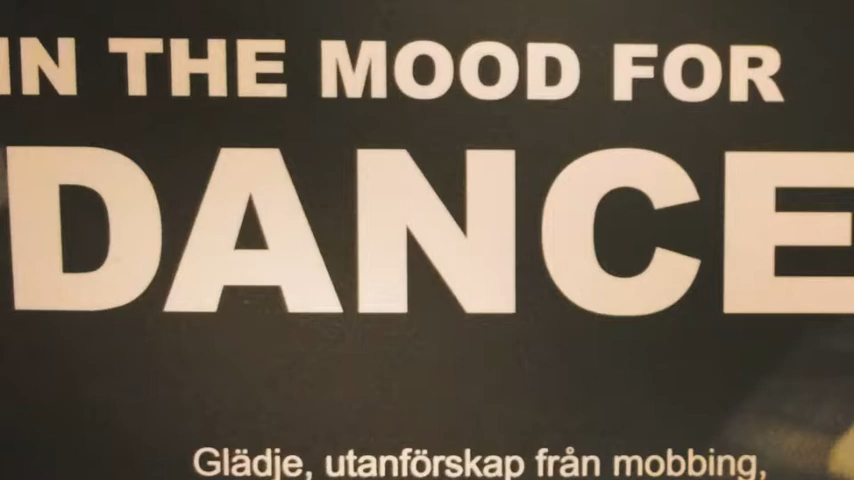 IN THE MOOD FOR
DANCE
Glädje, utanförskap från mobbing,